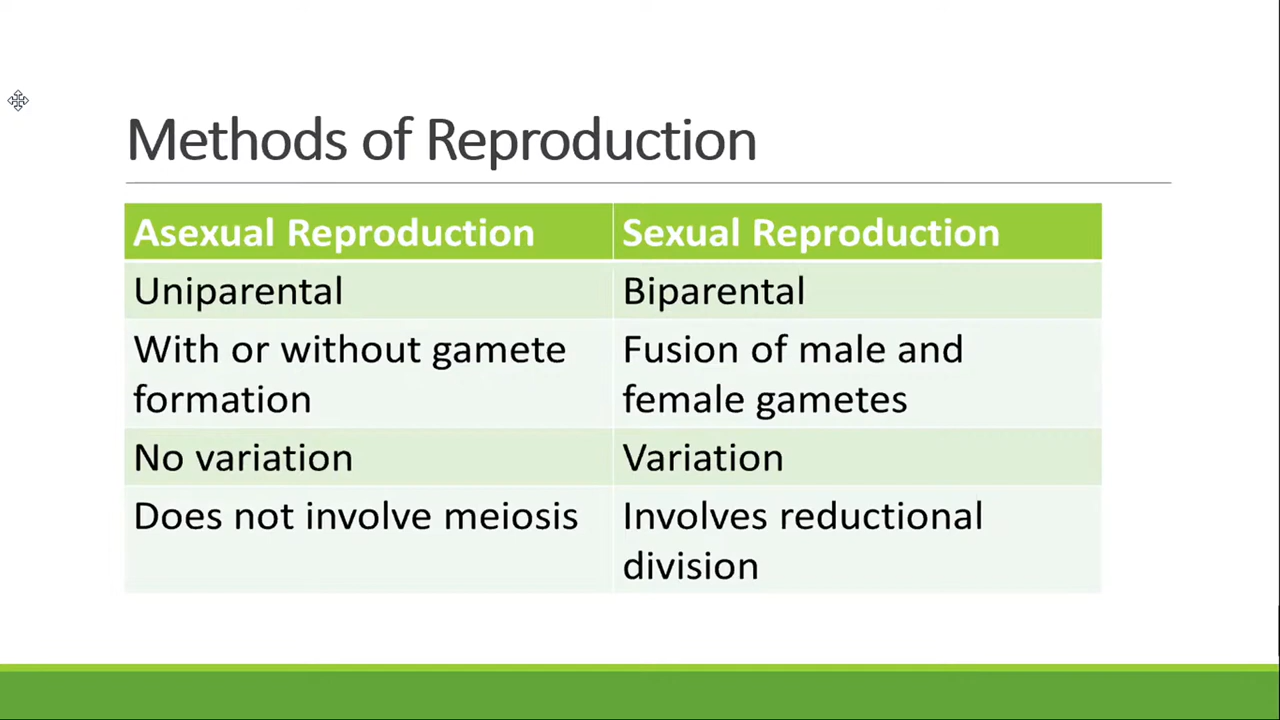 Methods of Reproduction
Asexual Reproduction
Sexual Reproduction
Uniparental
Biparental
With or without gamete
formation
Fusion of male and
female gametes
No variation
Variation
Does not involve meiosis
Involves reductional
division